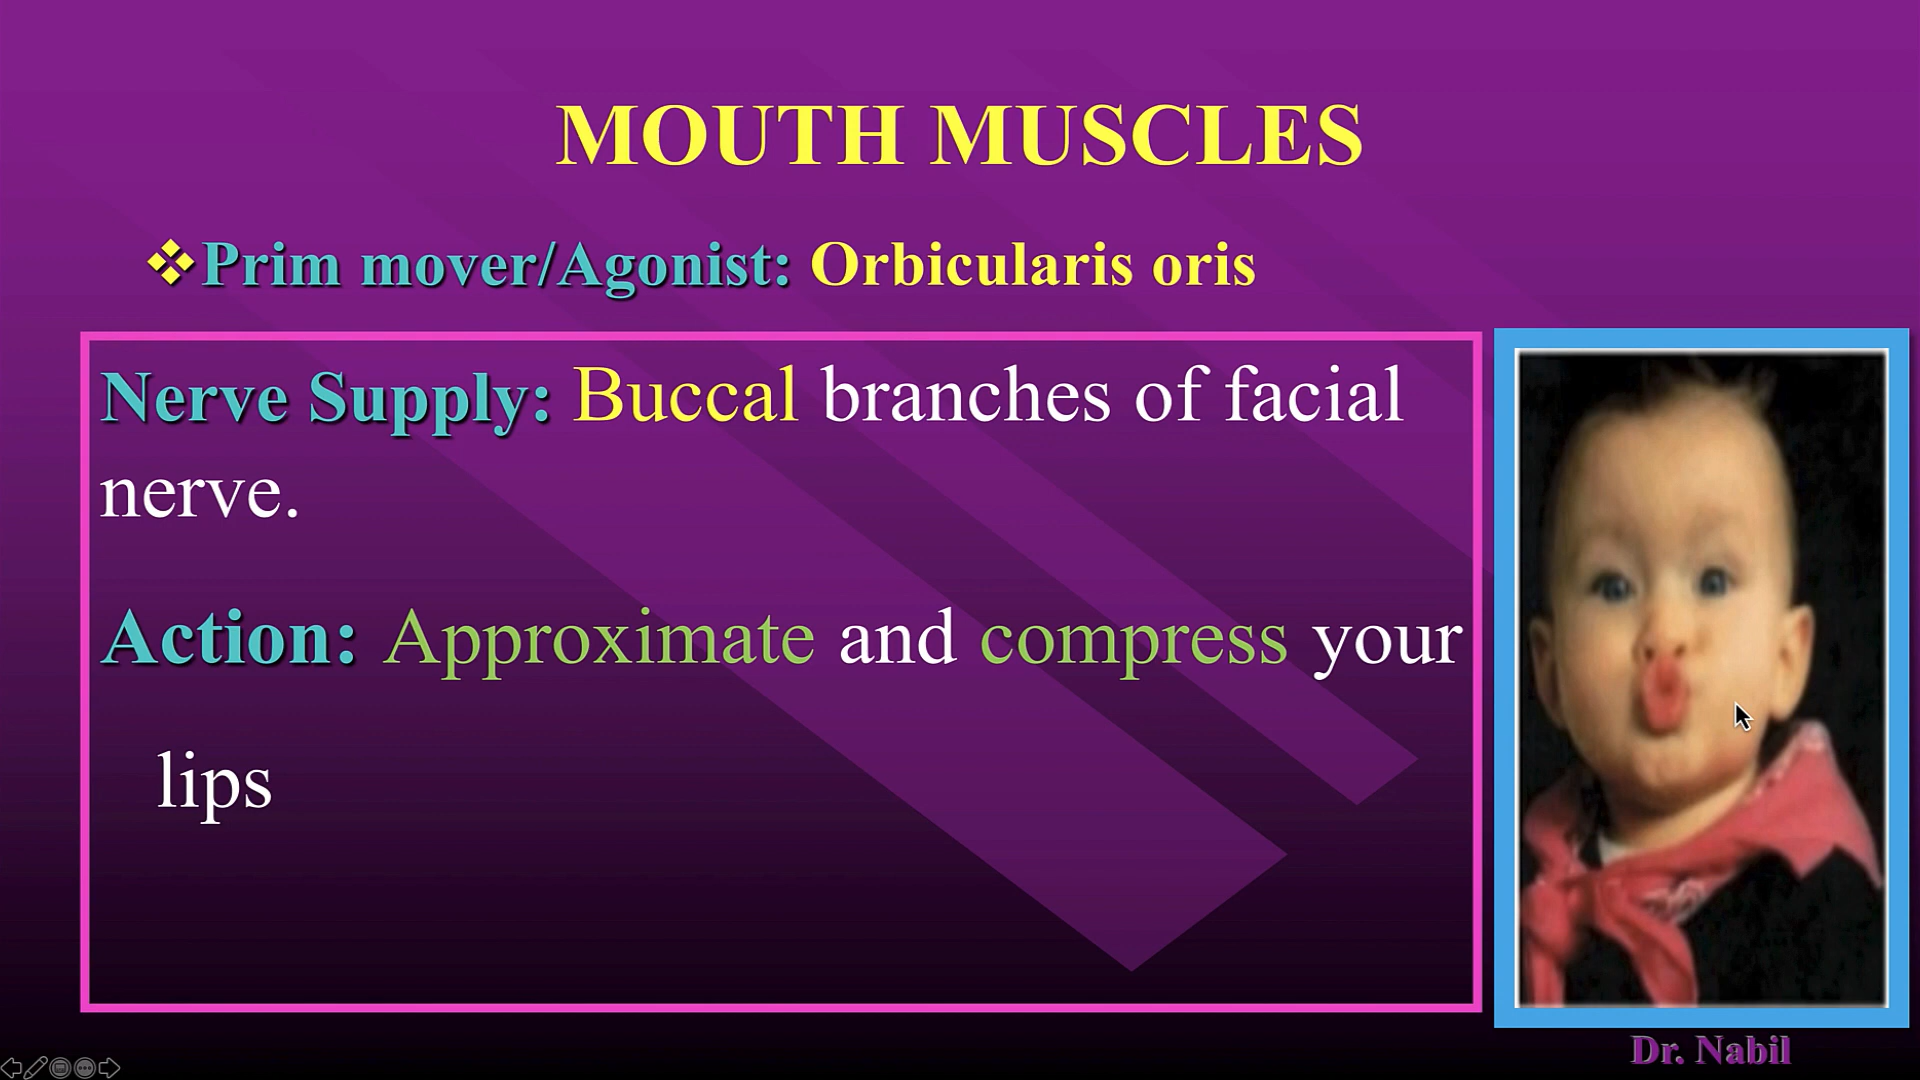 MOUTH MUSCLES
❖Prim mover/Agonist: Orbicularis oris
Nerve Supply: Buccal branches of facial
nerve.
Action: Approximate and compress your
lips
Dr. Nabil